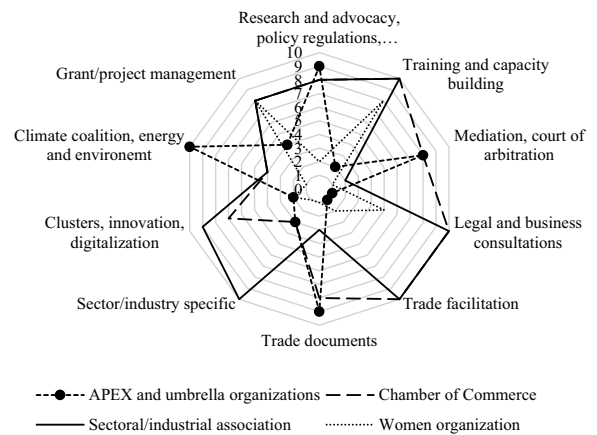 Research and advocacy,
policy regulations,…
10
9
8
7
6
5
4
3
2
1
0
Training and capacity
building
Mediation, court of
arbitration
Legal and business
consultations
Trade facilitation
Trade documents
Sector/industry specific
Clusters, innovation,
digitalization
Climate coalition, energy
and environemt
Grant/project management
APEX and umbrella organizations
Chamber of Commerce
Sectoral/industrial association
Women organization